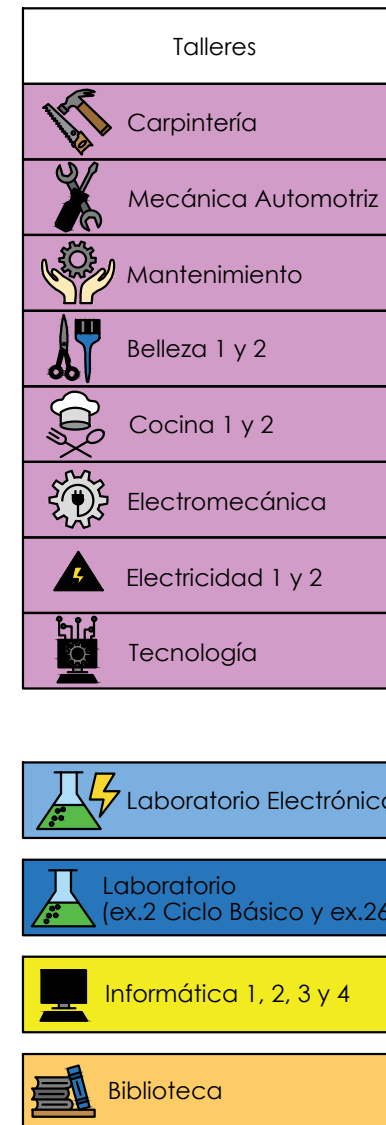 Talleres
Carpintería
Mecánica Automotriz
Mantenimiento
Belleza 1 y 2
Cocina 1 y 2
Electromecánica
Electricidad 1 y 2
Tecnología
Laboratorio Electrónic
Laboratorio
(ex.2 Ciclo Básico y ex.26
Informática 1, 2, 3 y 4
Biblioteca